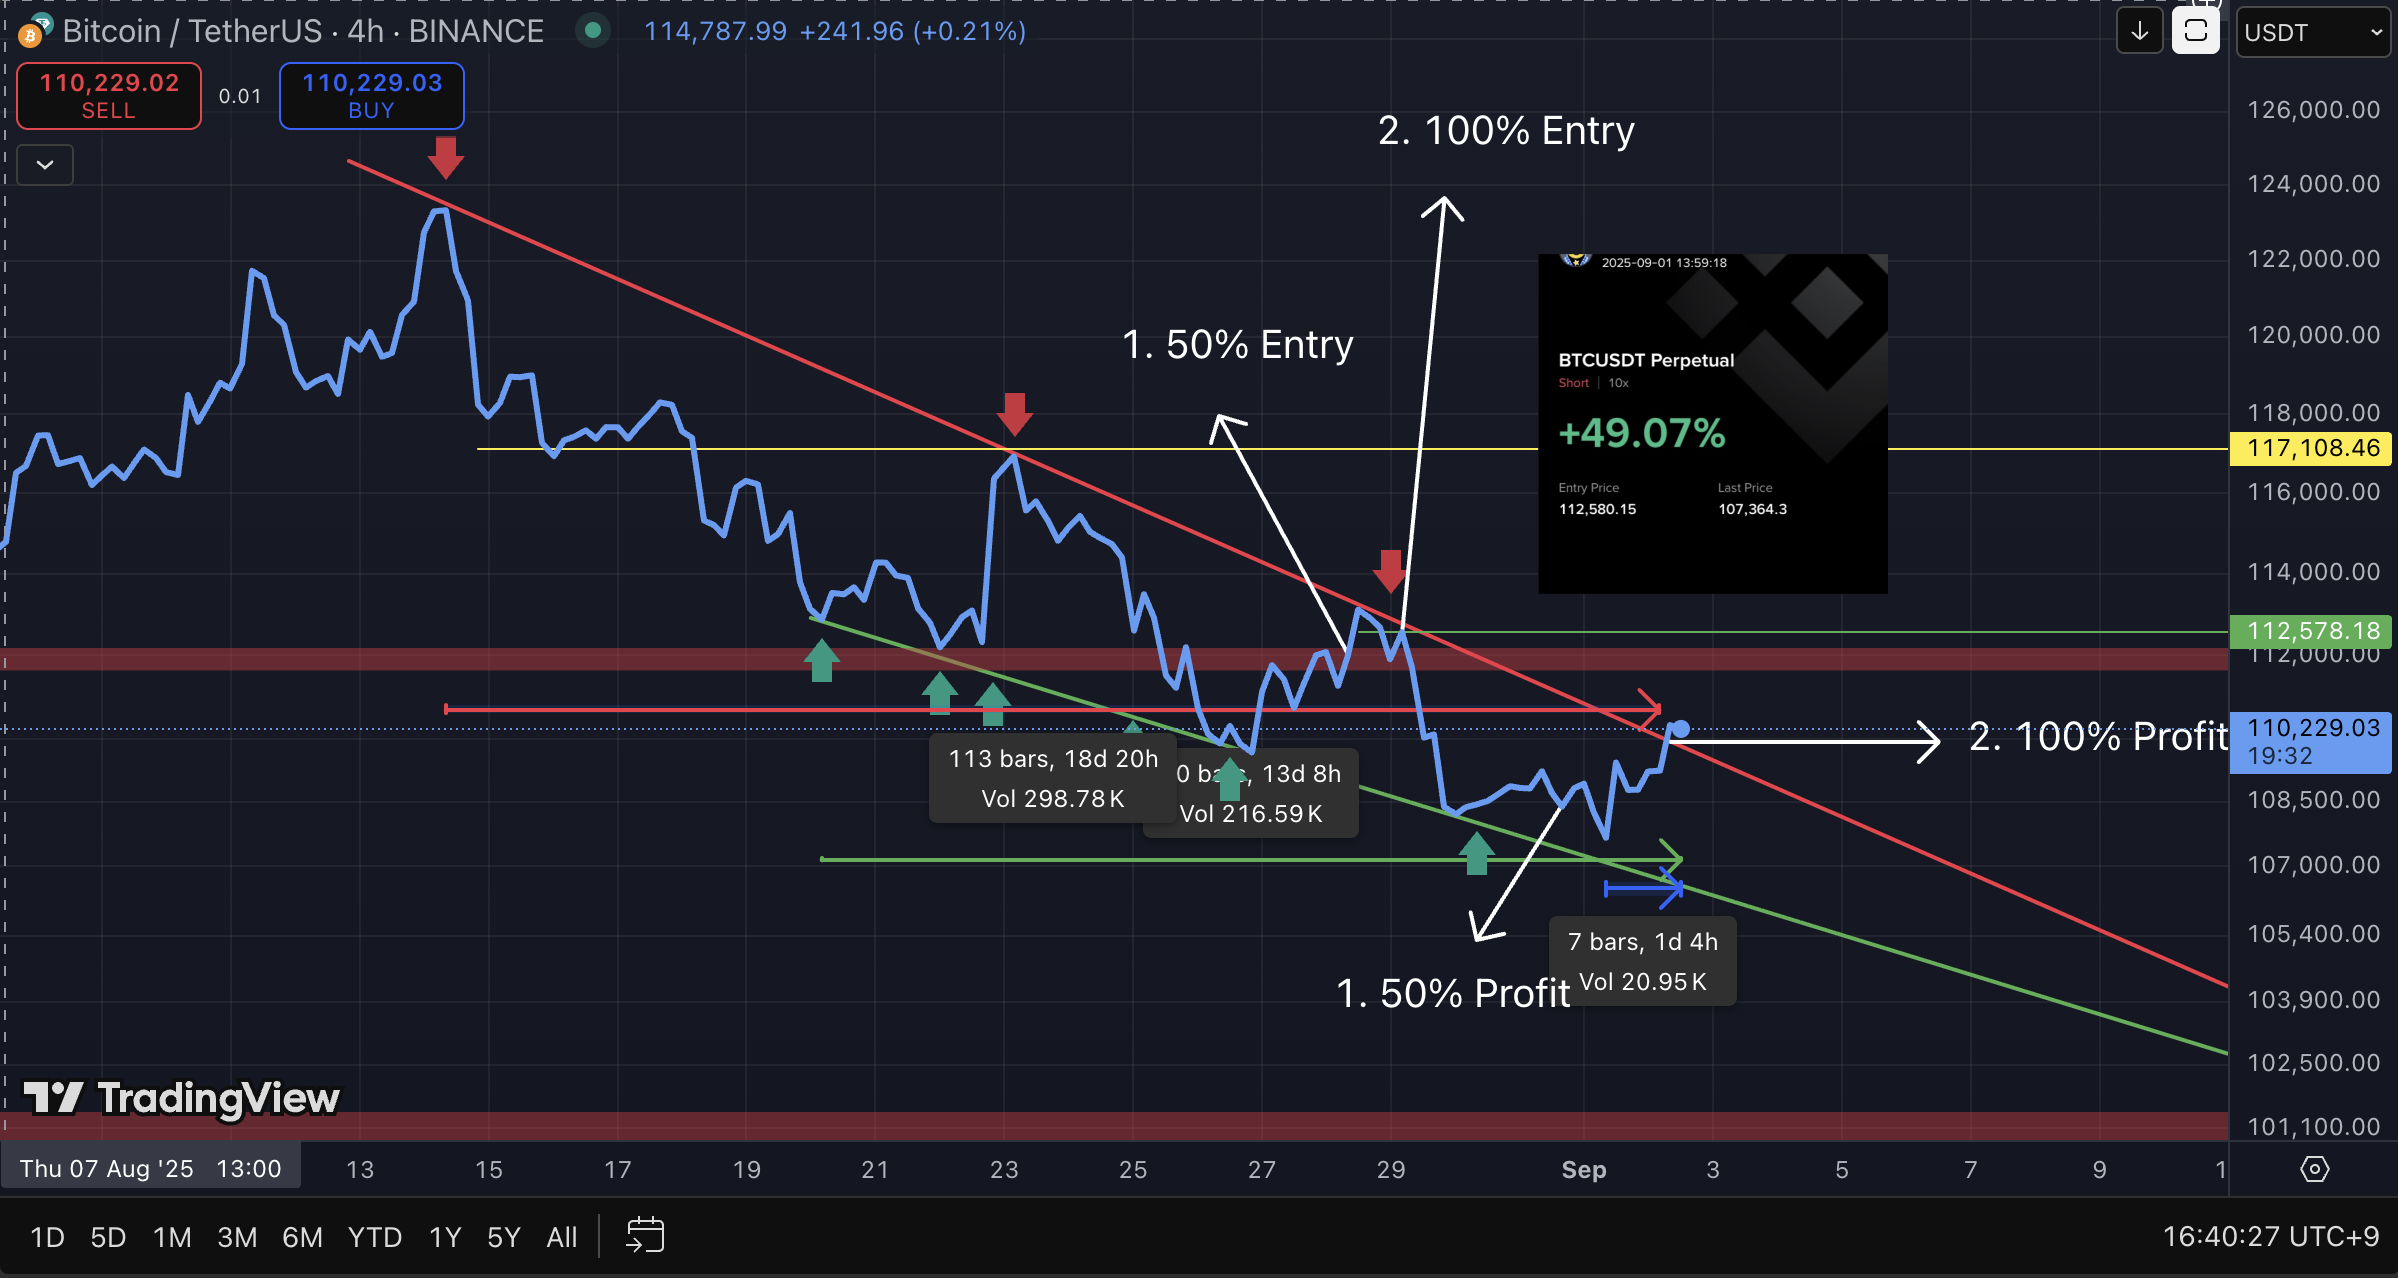 Bitcoin / TetherUS · 4h · BINANCE
114,787.99 +241.96 (+0.21%)
USDT
110,229.02
SELL
0.01
110,229.03
BUY
126,000.00
2. 100% Entry
124,000.00
122,000.00
2025-09-01 13:59:18
120,000.00
1. 50% Entry
BTCUSDT Perpetual
Short | 10x
118,000.00
+49.07%
117,108.46
116,000.00
Entry Price
Last Price
112,580.15
107,364.3
114,000.00
112,578.18
112,000.00
110,229.03
19:32
2. 100% Profit
113 bars, 18d 20h
Vol 298.78K
13d 8h
Vol 216.59K
108,500.00
107,000.00
105,400.00
7 bars, 1d 4h
Vol 20.95K
1. 50% Profit
103,900.00
102,500.00
TradingView
101,100.00
Thu 07 Aug '25 13:00
13 15 17 19 21 23 25 27 29 Sep 3 5 7 9
1D 5D 1M 3M 6M YTD 1Y 5Y All
16:40:27 UTC+9